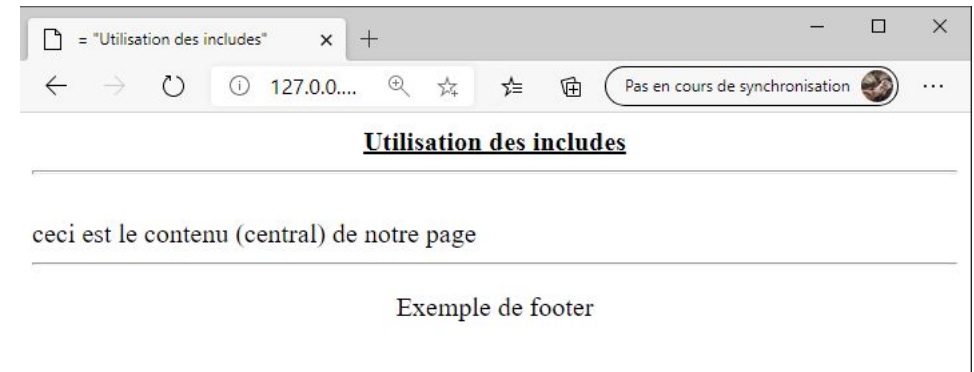 = "Utilisation des includes"
127.0.0....
Pas en cours de synchronisation
Utilisation des includes
ceci est le contenu (central) de notre page
Exemple de footer